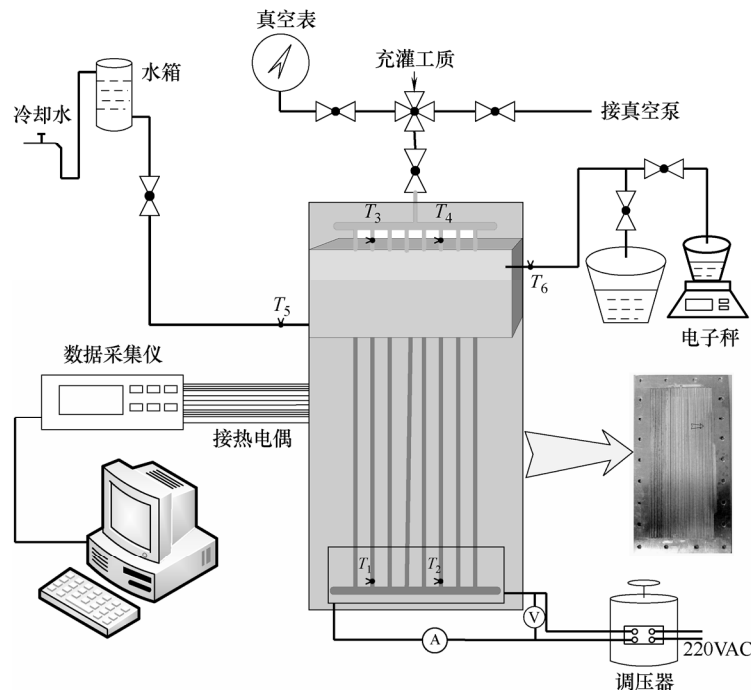 真空表
充灌工质
水箱
冷却水
接真空泵
T3
T4
T6
T5
电子秤
数据采集仪
接热电偶
T1
T2
V
A
220VAC
调压器